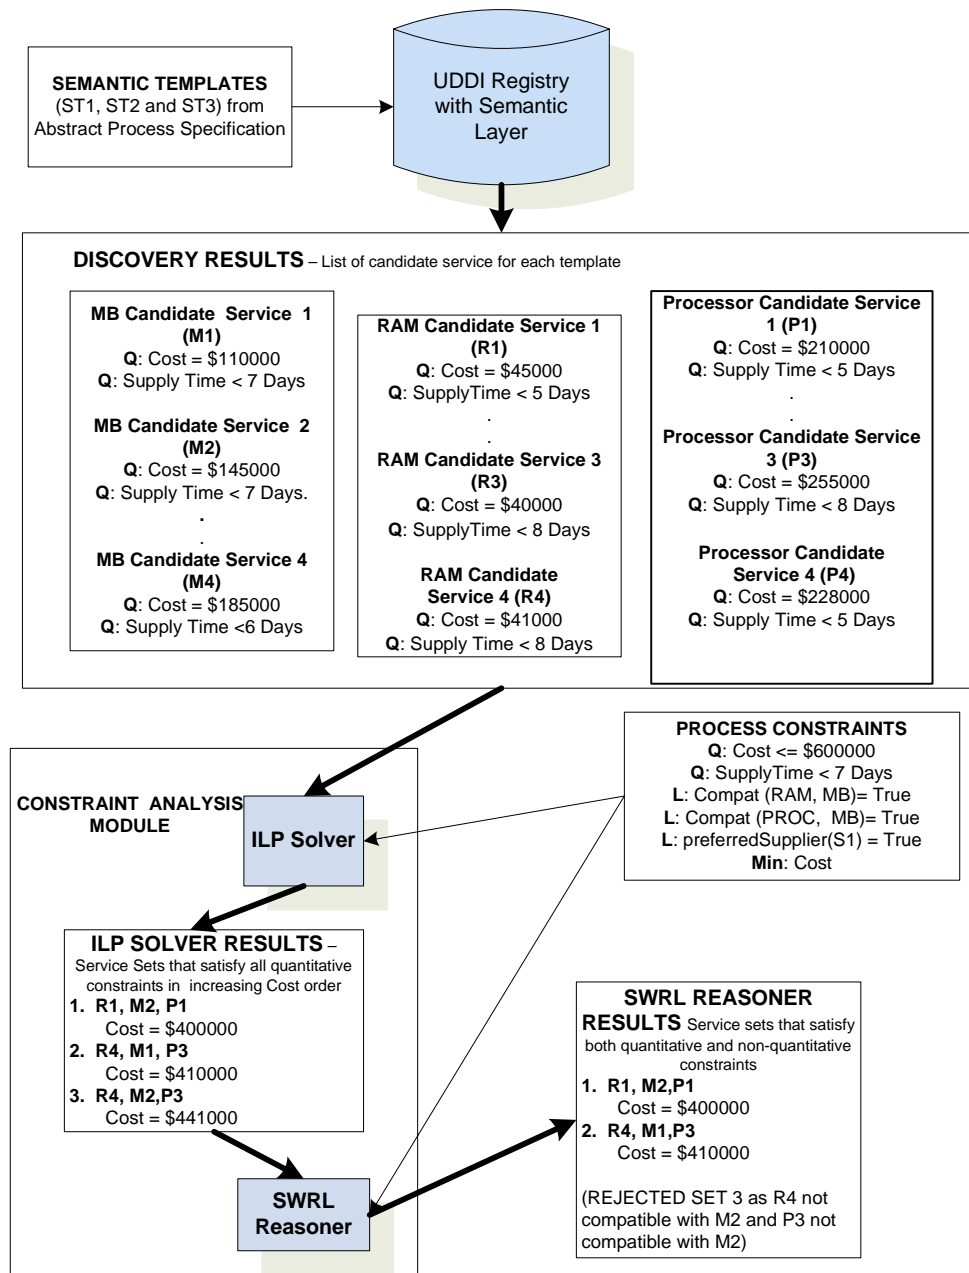 SEMANTIC TEMPLATES
(ST1, ST2 and ST3) from
Abstract Process Specification
UDDI Registry
with Semantic
Layer
DISCOVERY RESULTS – List of candidate service for each template
MB Candidate Service 1
(M1)
Q: Cost = $110000
Q: Supply Time < 7 Days
MB Candidate Service 2
(M2)
Q: Cost = $145000
Q: Supply Time < 7 Days.
.
.
MB Candidate Service 4
(M4)
Q: Cost = $185000
Q: Supply Time <6 Days
RAM Candidate Service 1
(R1)
Q: Cost = $45000
Q: SupplyTime < 5 Days
.
.
RAM Candidate Service 3
(R3)
Q: Cost = $40000
Q: SupplyTime < 8 Days
RAM Candidate
Service 4 (R4)
Q: Cost = $41000
Q: Supply Time < 8 Days
Processor Candidate Service
1 (P1)
Q: Cost = $210000
Q: Supply Time < 5 Days
.
.
Processor Candidate Service
3 (P3)
Q: Cost = $255000
Q: Supply Time < 8 Days
Processor Candidate
Service 4 (P4)
Q: Cost = $228000
Q: Supply Time < 5 Days
PROCESS CONSTRAINTS
Q: Cost <= $600000
Q: SupplyTime < 7 Days
L: Compat (RAM, MB)= True
L: Compat (PROC, MB)= True
L: preferredSupplier(S1) = True
Min: Cost
CONSTRAINT ANALYSIS
MODULE
ILP Solver
ILP SOLVER RESULTS –
Service Sets that satisfy all quantitative
constraints in increasing Cost order
1. R1, M2, P1
Cost = $400000
2. R4, M1, P3
Cost = $410000
3. R4, M2,P3
Cost = $441000
SWRL
Reasoner
SWRL REASONER
RESULTS Service sets that satisfy
both quantitative and non-quantitative
constraints
1. R1, M2,P1
Cost = $400000
2. R4, M1,P3
Cost = $410000
(REJECTED SET 3 as R4 not
compatible with M2 and P3 not
compatible with M2)